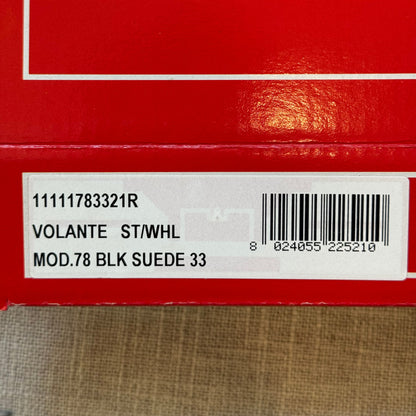 11111783321R
VOLANTE ST/WHL
MOD.78 BLK SUEDE 33
8 024055 225210